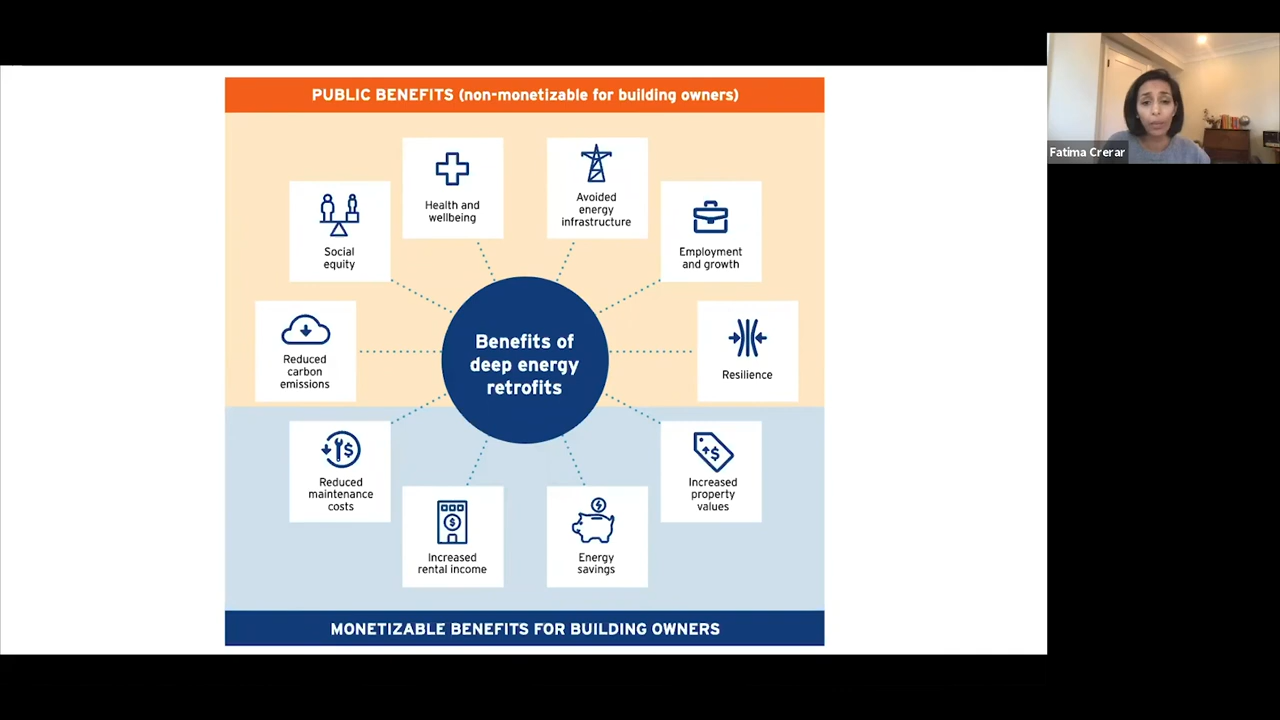 PUBLIC BENEFITS (non-monetizable for building owners)
Health and
wellbeing
Avoided
energy
infrastructure
Social
equity
Employment
and growth
Reduced
carbon
emissions
Benefits of
deep energy
retrofits
Resilience
Reduced
maintenance
costs
Increased
property
values
Increased
rental income
Energy
savings
MONETIZABLE BENEFITS FOR BUILDING OWNERS
Fatima Crerar